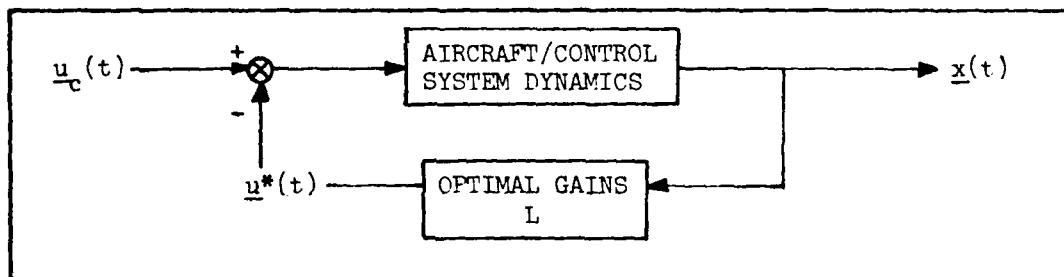 AIRCRAFT/CONTROL
SYSTEM DYNAMICS
u_c(t)
+
-
x(t)
u*(t)
OPTIMAL GAINS
L